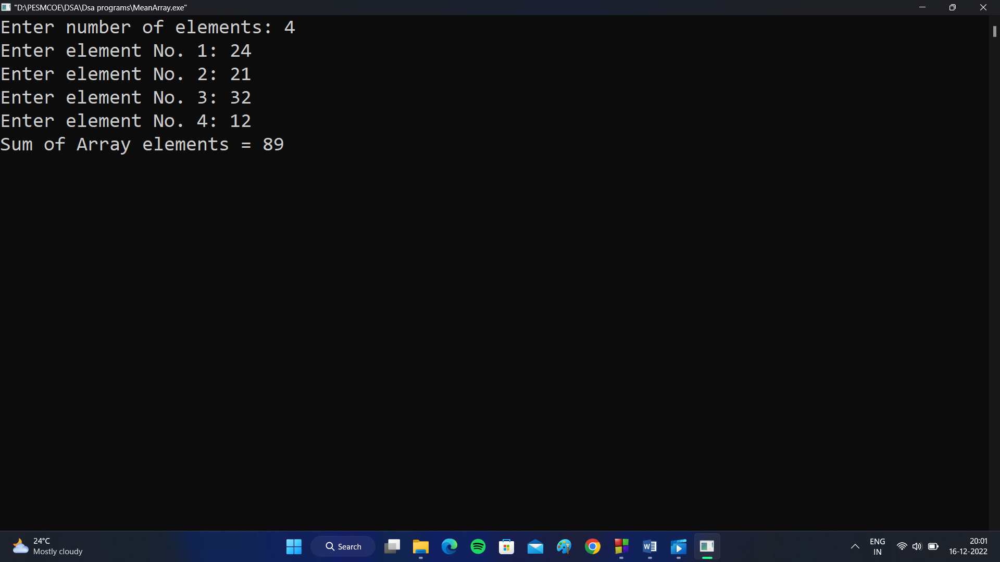 "D:\PESMCOE\DSA\Dsa programs\MeanArray.exe"
Enter number of elements: 4
Enter element No. 1: 24
Enter element No. 2: 21
Enter element No. 3: 32
Enter element No. 4: 12
Sum of Array elements = 89
24°C
Mostly cloudy
Search
W
ENG
IN
20:01
16-12-2022